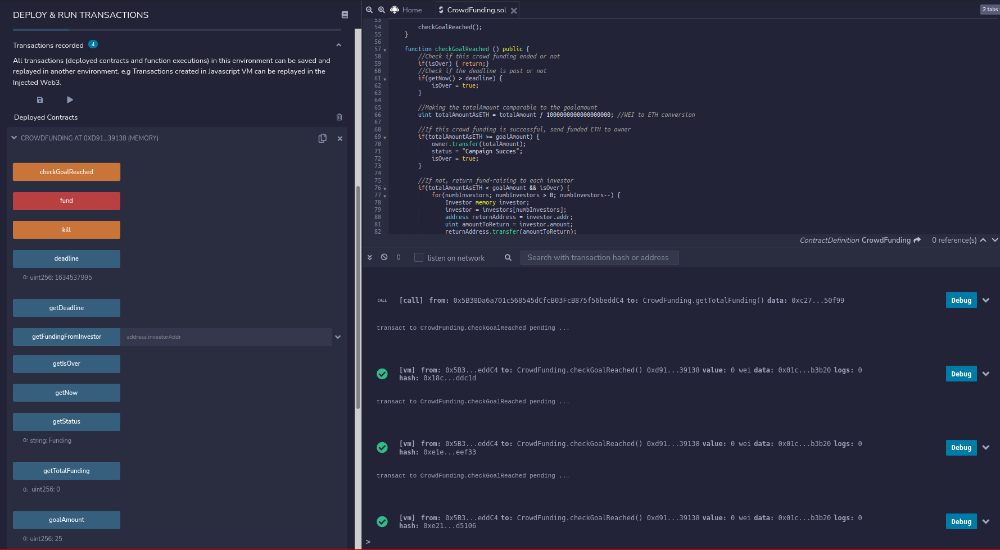 DEPLOY & RUN TRANSACTIONS
Transactions recorded 4
All transactions (deployed contracts and function executions) in this environment can be saved and
replayed in another environment. e.g Transactions created in Javascript VM can be replayed in the
Injected Web3.
Deployed Contracts
CROWDFUNDING AT 0XD91...39138 (MEMORY)
checkGoalReached
fund
kill
deadline
0: uint256: 1634537995
getDeadline
getFundingFromInvestor address investorAddr
getIsOver
getNow
getStatus
0: string: Funding
getTotalFunding
0: uint256: 0
goalAmount
0: uint256: 25
Home CrowdFunding.sol 2 tabs
53
54 checkGoalReached();
55 }
56
57 function checkGoalReached () public {
58 //Check if this crowd funding ended or not
59 if(isOver) { return;}
60 //Check if the deadline is past or not
61 if(getNow() > deadline) {
62 isOver = true;
63 }
64
65 //Making the totalAmount comparable to the goalamount
66 uint totalAmountAsETH = totalAmount / 1000000000000000000; //WEI to ETH conversion
67
68 //If this crowd funding is successful, send funded ETH to owner
69 if(totalAmountAsETH >= goalAmount) {
70 owner.transfer(totalAmount);
71 status = "Campaign Succes";
72 isOver = true;
73 }
74
75 //If not, return fund-raising to each investor
76 if(totalAmountAsETH < goalAmount && isOver) {
77 for(numbInvestors; numbInvestors > 0; numbInvestors--) {
78 Investor memory investor;
79 investor = investors[numbInvestors];
80 address returnAddress = investor.addr;
81 uint amountToReturn = investor.amount;
82 returnAddress.transfer(amountToReturn);
ContractDefinition CrowdFunding 0 reference(s)
0 listen on network Search with transaction hash or address
CALL [call] from: 0x5B38Da6a701c568545dCfcB03FcB875f56beddC4 to: CrowdFunding.getTotalFunding() data: 0xc27...50f99 Debug
transact to CrowdFunding.checkGoalReached pending ...
[vm] from: 0x5B3...eddC4 to: CrowdFunding.checkGoalReached() 0xd91...39138 value: 0 wei data: 0x01c...b3b20 logs: 0 Debug
hash: 0x18c...ddc1d
transact to CrowdFunding.checkGoalReached pending ...
[vm] from: 0x5B3...eddC4 to: CrowdFunding.checkGoalReached() 0xd91...39138 value: 0 wei data: 0x01c...b3b20 logs: 0 Debug
hash: 0xe1e...eef33
transact to CrowdFunding.checkGoalReached pending ...
[vm] from: 0x5B3...eddC4 to: CrowdFunding.checkGoalReached() 0xd91...39138 value: 0 wei data: 0x01c...b3b20 logs: 0 Debug
hash: 0xe21...d5106
>